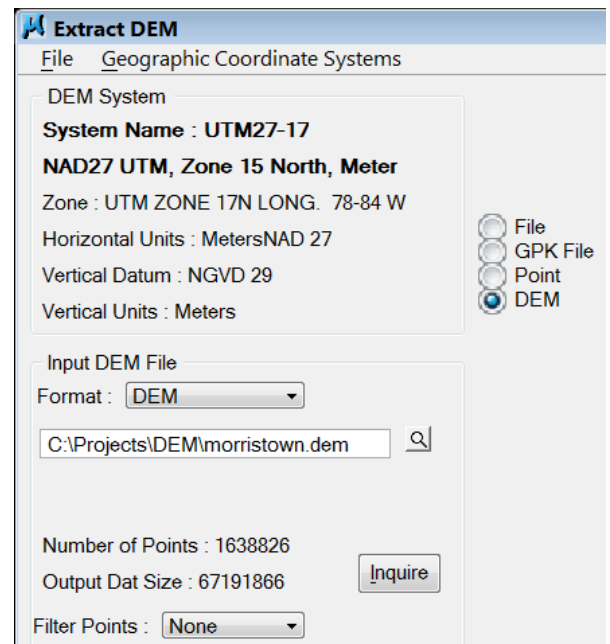 Extract DEM
File Geographic Coordinate Systems
DEM System
System Name : UTM27-17
NAD27 UTM, Zone 15 North, Meter
Zone : UTM ZONE 17N LONG. 78-84 W
Horizontal Units : MetersNAD 27
Vertical Datum : NGVD 29
Vertical Units : Meters
File
GPK File
Point
DEM
Input DEM File
Format : DEM
C:\Projects\DEM\morristown.dem
Number of Points : 1638826
Output Dat Size : 67191866
Inquire
Filter Points : None